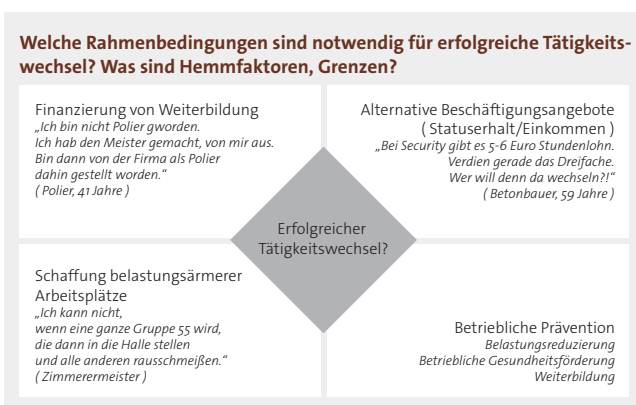 Welche Rahmenbedingungen sind notwendig für erfolgreiche Tätigkeits-
wechsel? Was sind Hemmfaktoren, Grenzen?
Finanzierung von Weiterbildung
„Ich bin nicht Polier gworden.
Ich hab den Meister gemacht, von mir aus.
Bin dann von der Firma als Polier
dahin gestellt worden.“
( Polier, 41 Jahre )
Alternative Beschäftigungsangebote
( Statuserhalt/Einkommen )
„Bei Security gibt es 5-6 Euro Stundenlohn.
Verdien gerade das Dreifache.
Wer will denn da wechseln?!“
( Betonbauer, 59 Jahre )
Erfolgreicher
Tätigkeitswechsel?
Schaffung belastungsärmerer
Arbeitsplätze
„Ich kann nicht,
wenn eine ganze Gruppe 55 wird,
die dann in die Halle stellen
und alle anderen rausschmeißen.“
( Zimmerermeister )
Betriebliche Prävention
Belastungsreduzierung
Betriebliche Gesundheitsförderung
Weiterbildung